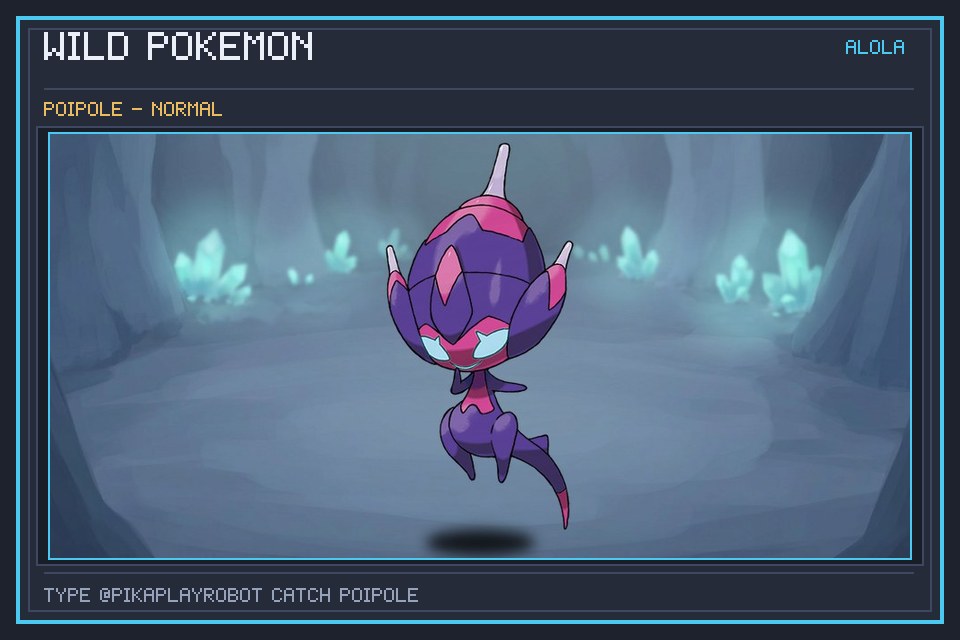 WILD POKEMON
ALOLA
POIPOLE - NORMAL
TYPE @PIKAPLAYROBOT CATCH POIPOLE